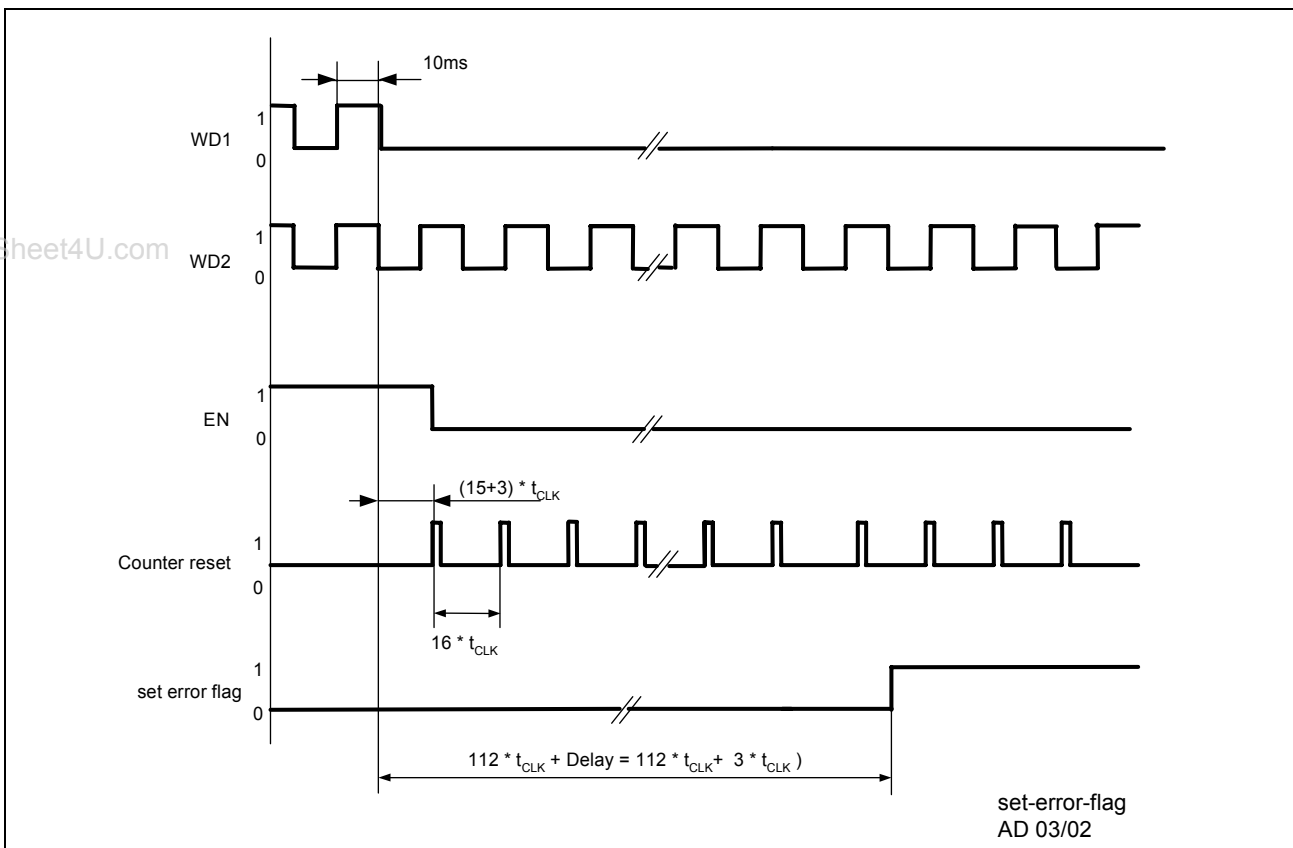 10ms
1
WD1
0
Sheet4U.com
1
WD2
0
1
EN
0
(15+3) * tCLK
1
Counter reset
0
16 * tCLK
1
set error flag
0
112 * tCLK + Delay = 112 * tCLK+ 3 * tCLK )
set-error-flag
AD 03/02